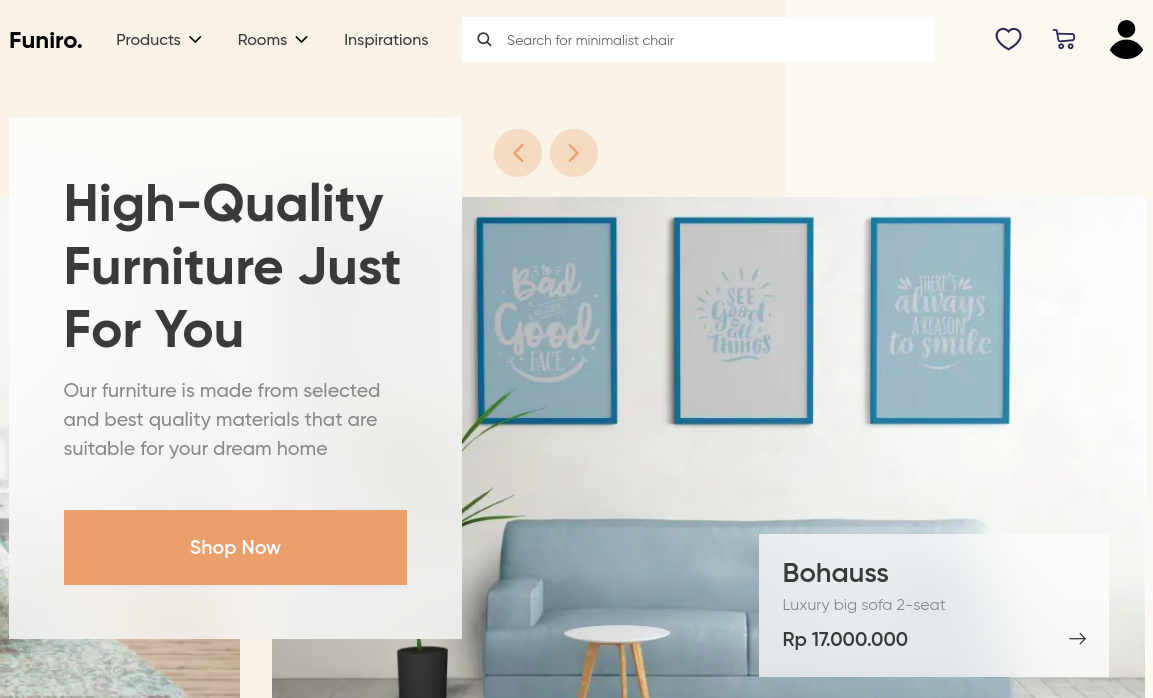 Funiro.
Products
Rooms
Inspirations
Search for minimalist chair
High-Quality
Furniture Just
For You
Our furniture is made from selected
and best quality materials that are
suitable for your dream home
Shop Now
Bad
Good
FACE
SEE
Good
in
all
THINGS
THERE'S
always
A REASON
to smile
Bohauss
Luxury big sofa 2-seat
Rp 17.000.000